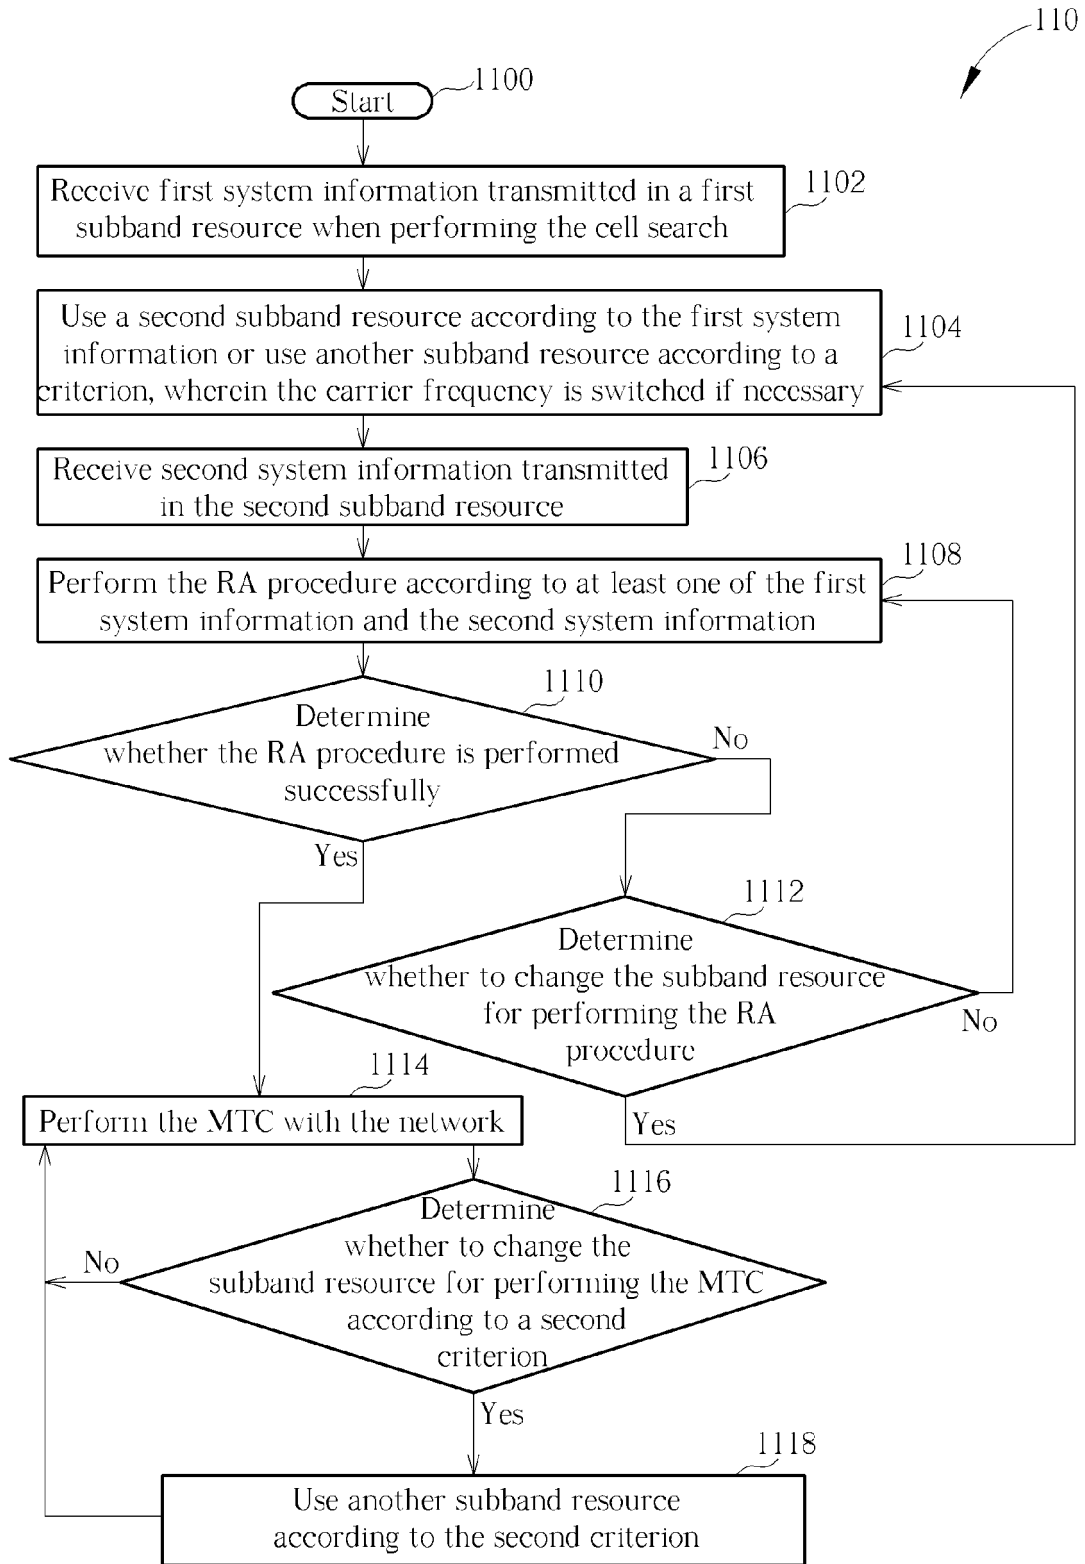 110
Start
1100
Receive first system information transmitted in a first
subband resource when performing the cell search
1102
Use a second subband resource according to the first system
information or use another subband resource according to a
criterion, wherein the carrier frequency is switched if necessary
1104
Receive second system information transmitted
in the second subband resource
1106
Perform the RA procedure according to at least one of the first
system information and the second system information
1108
1110
Determine
whether the RA procedure is performed
successfully
No
Yes
1112
Determine
whether to change the subband resource
for performing the RA
procedure
No
Yes
1114
Perform the MTC with the network
1116
Determine
whether to change the
subband resource for performing the MTC
according to a second
criterion
No
Yes
1118
Use another subband resource
according to the second criterion